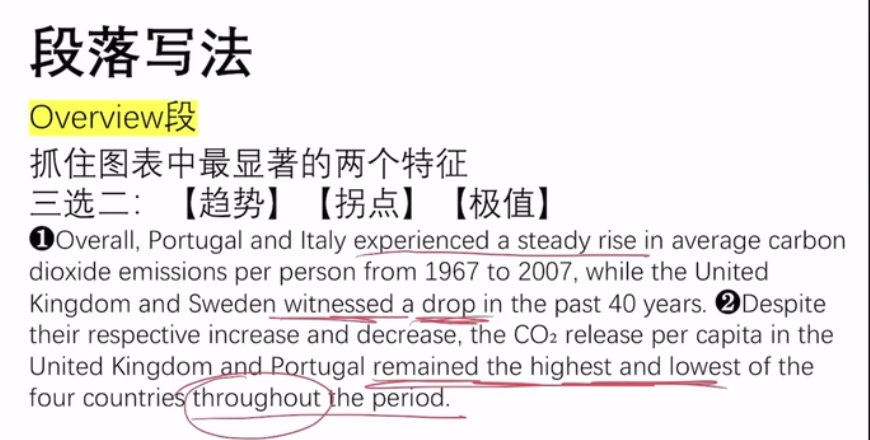 段落写法
Overview段
抓住图表中最显著的两个特征
三选二：【趋势】【拐点】【极值】
❶Overall, Portugal and Italy experienced a steady rise in average carbon
dioxide emissions per person from 1967 to 2007, while the United
Kingdom and Sweden witnessed a drop in the past 40 years. ❷Despite
their respective increase and decrease, the CO₂ release per capita in the
United Kingdom and Portugal remained the highest and lowest of the
four countries throughout the period.